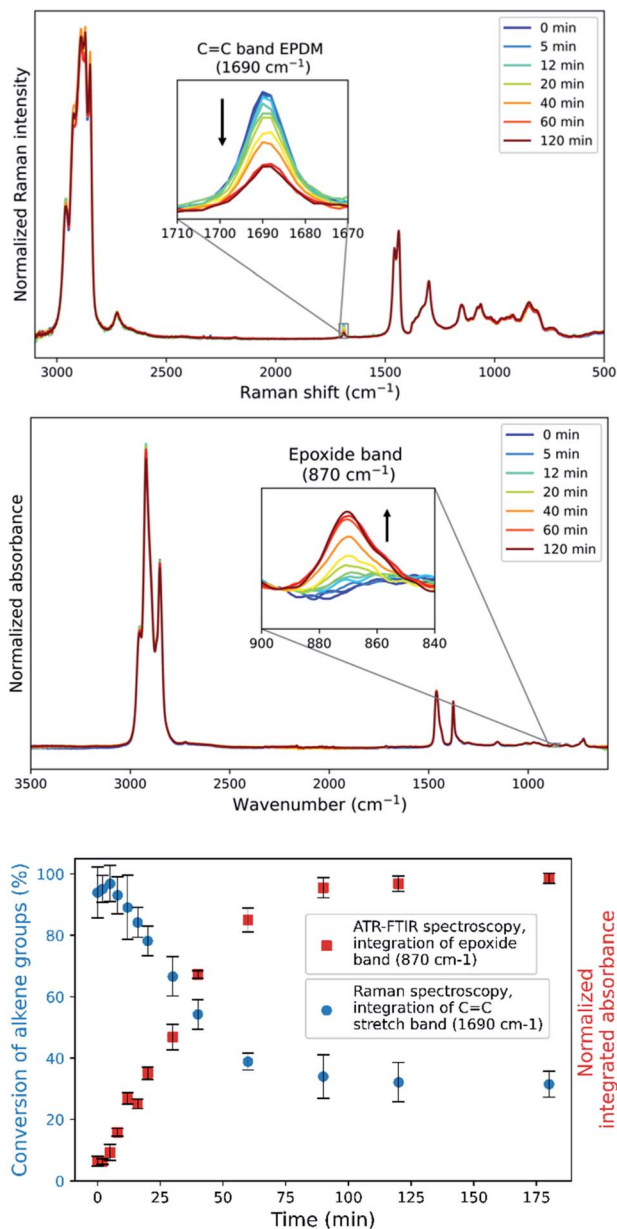 C=C band EPDM
(1690 cm⁻¹)
0 min
5 min
12 min
20 min
40 min
60 min
120 min
Normalized Raman intensity
1710 1700 1690 1680 1670
3000 2500 2000 1500 1000 500
Raman shift (cm⁻¹)
Epoxide band
(870 cm⁻¹)
0 min
5 min
12 min
20 min
40 min
60 min
120 min
Normalized absorbance
900 880 860 840
3500 3000 2500 2000 1500 1000
Wavenumber (cm⁻¹)
Conversion of alkene groups (%)
100
80
60
40
20
0
ATR-FTIR spectroscopy,
integration of epoxide
band (870 cm-1)
Raman spectroscopy,
integration of C=C
stretch band (1690 cm-1)
Normalized
integrated absorbance
0 25 50 75 100 125 150 175
Time (min)